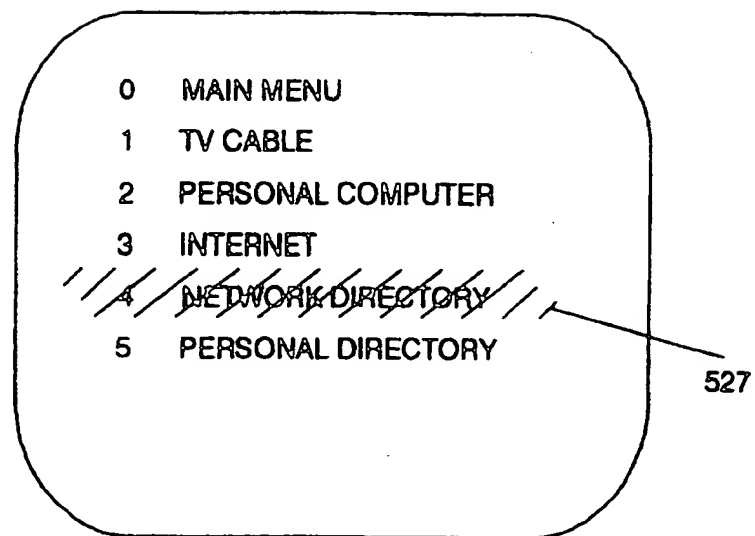 0 MAIN MENU
1 TV CABLE
2 PERSONAL COMPUTER
3 INTERNET
4 NETWORK DIRECTORY
5 PERSONAL DIRECTORY
527